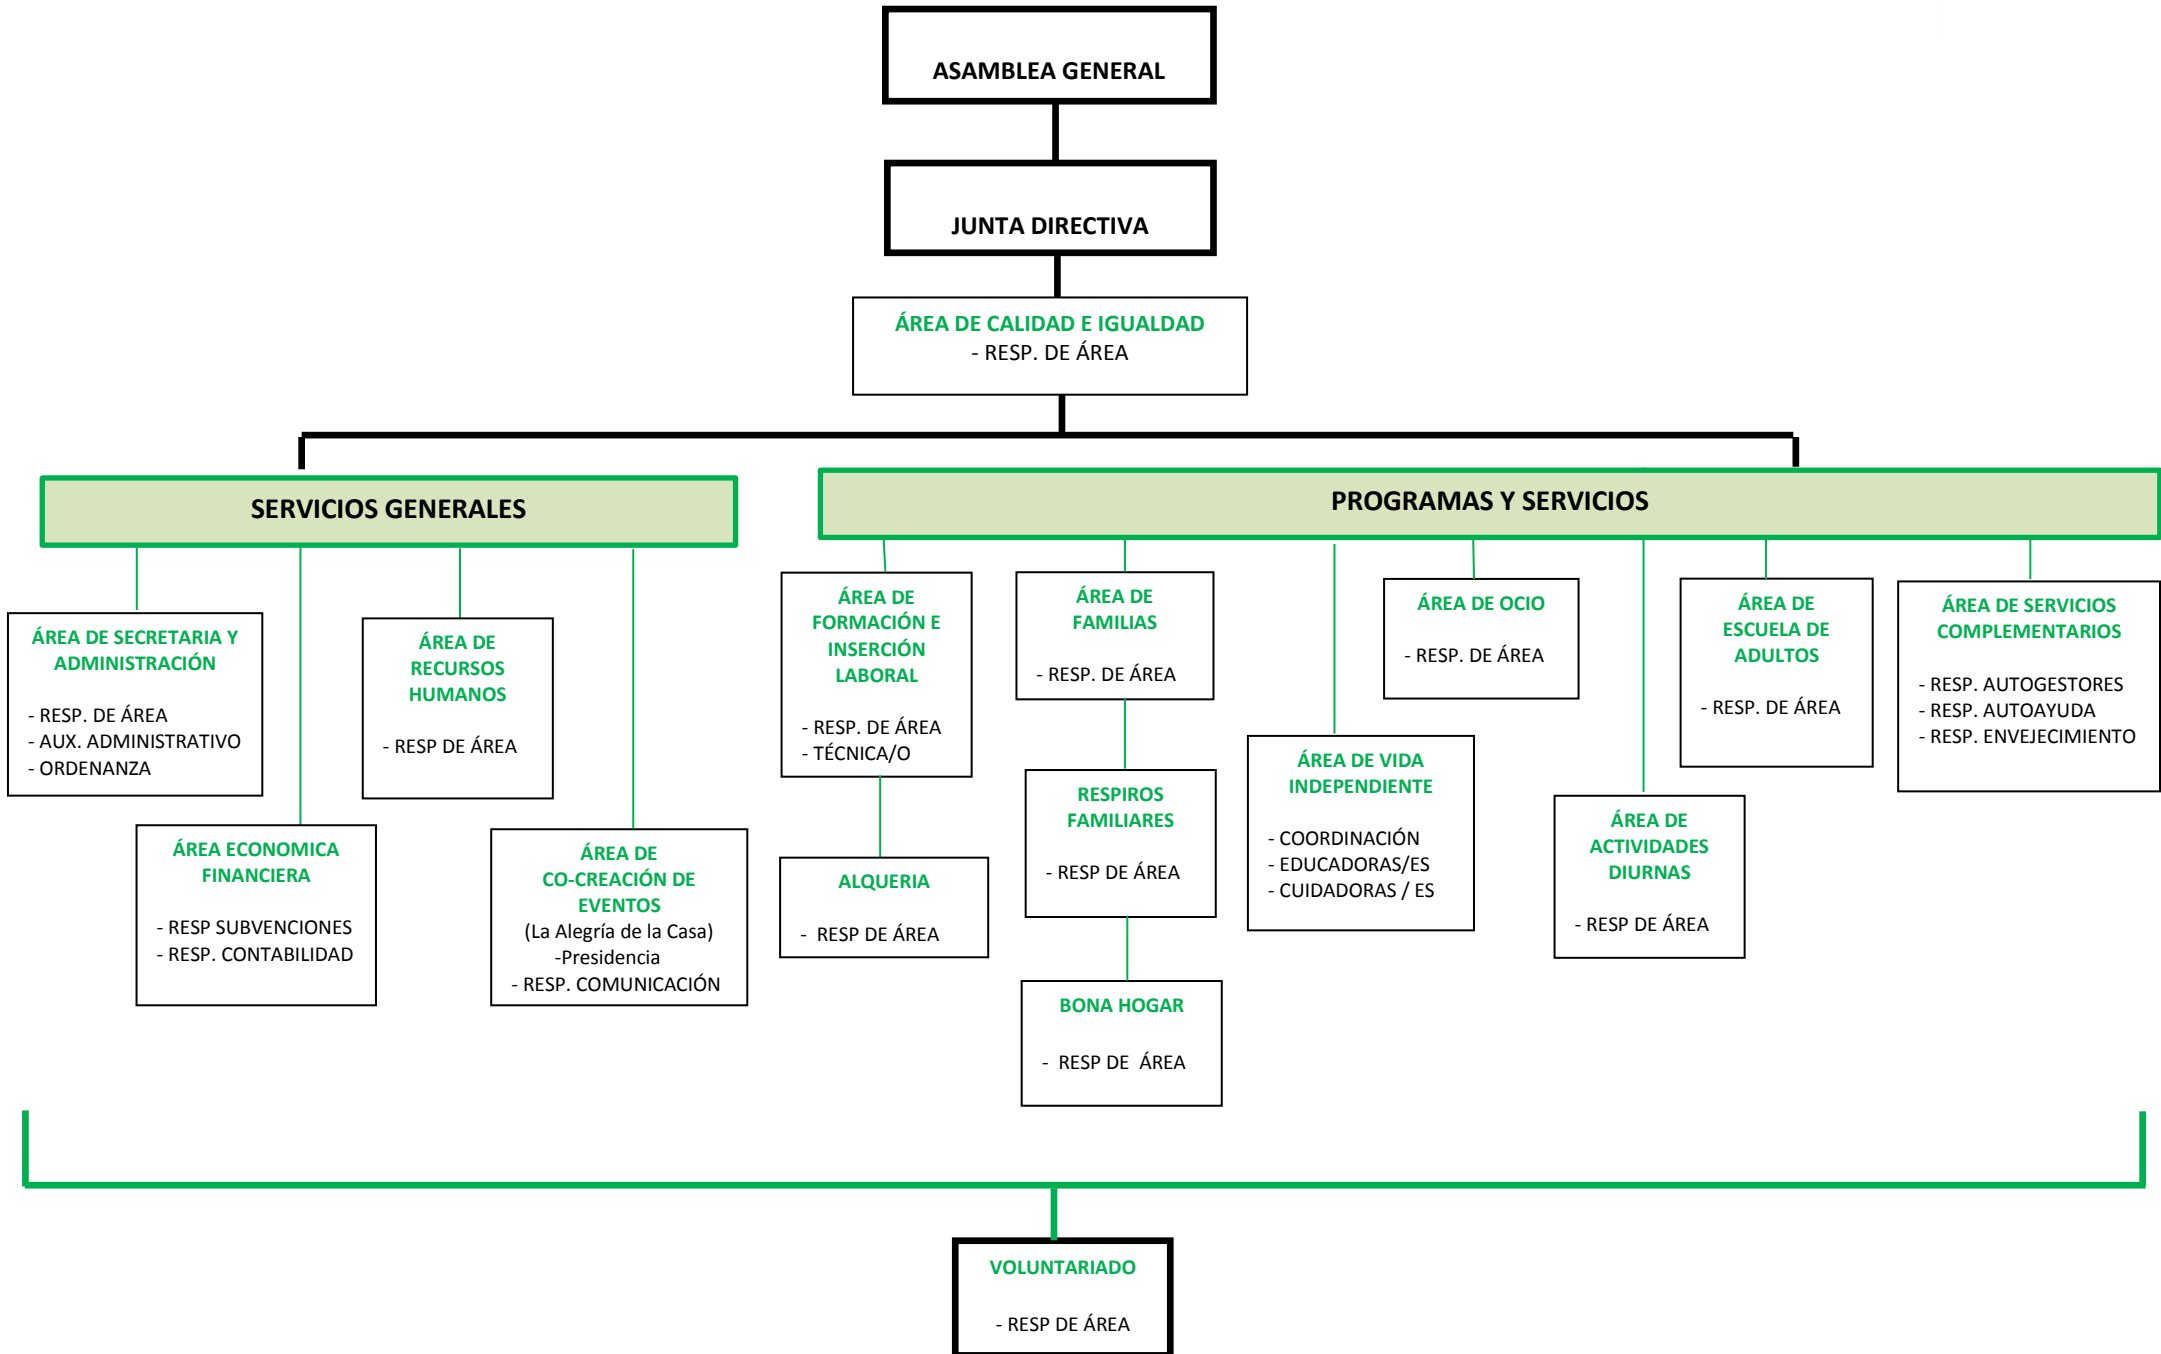 ASAMBLEA GENERAL
JUNTA DIRECTIVA
ÁREA DE CALIDAD E IGUALDAD
- RESP. DE ÁREA
SERVICIOS GENERALES
PROGRAMAS Y SERVICIOS
ÁREA DE SECRETARIA Y
ADMINISTRACIÓN
- RESP. DE ÁREA
- AUX. ADMINISTRATIVO
- ORDENANZA
ÁREA ECONOMICA
FINANCIERA
- RESP SUBVENCIONES
- RESP. CONTABILIDAD
ÁREA DE
RECURSOS
HUMANOS
- RESP DE ÁREA
ÁREA DE
CO-CREACIÓN DE
EVENTOS
(La Alegría de la Casa)
-Presidencia
- RESP. COMUNICACIÓN
ÁREA DE
FORMACIÓN E
INSERCIÓN
LABORAL
- RESP. DE ÁREA
- TÉCNICA/O
ALQUERIA
- RESP DE ÁREA
ÁREA DE
FAMILIAS
- RESP. DE ÁREA
RESPIROS
FAMILIARES
- RESP DE ÁREA
BONA HOGAR
- RESP DE ÁREA
ÁREA DE VIDA
INDEPENDIENTE
- COORDINACIÓN
- EDUCADORAS/ES
- CUIDADORAS / ES
ÁREA DE OCIO
- RESP. DE ÁREA
ÁREA DE
ACTIVIDADES
DIURNAS
- RESP DE ÁREA
ÁREA DE
ESCUELA DE
ADULTOS
- RESP. DE ÁREA
ÁREA DE SERVICIOS
COMPLEMENTARIOS
- RESP. AUTOGESTORES
- RESP. AUTOAYUDA
- RESP. ENVEJECIMIENTO
VOLUNTARIADO
- RESP DE ÁREA